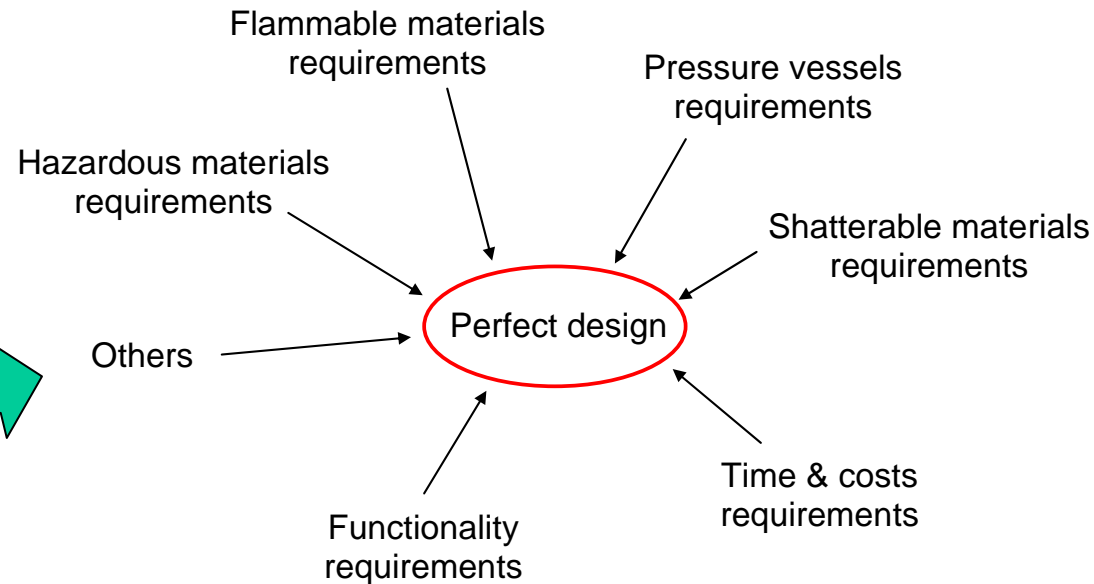 Flammable materials
requirements
Pressure vessels
requirements
Hazardous materials
requirements
Shatterable materials
requirements
Perfect design
Others
Time & costs
requirements
Functionality
requirements